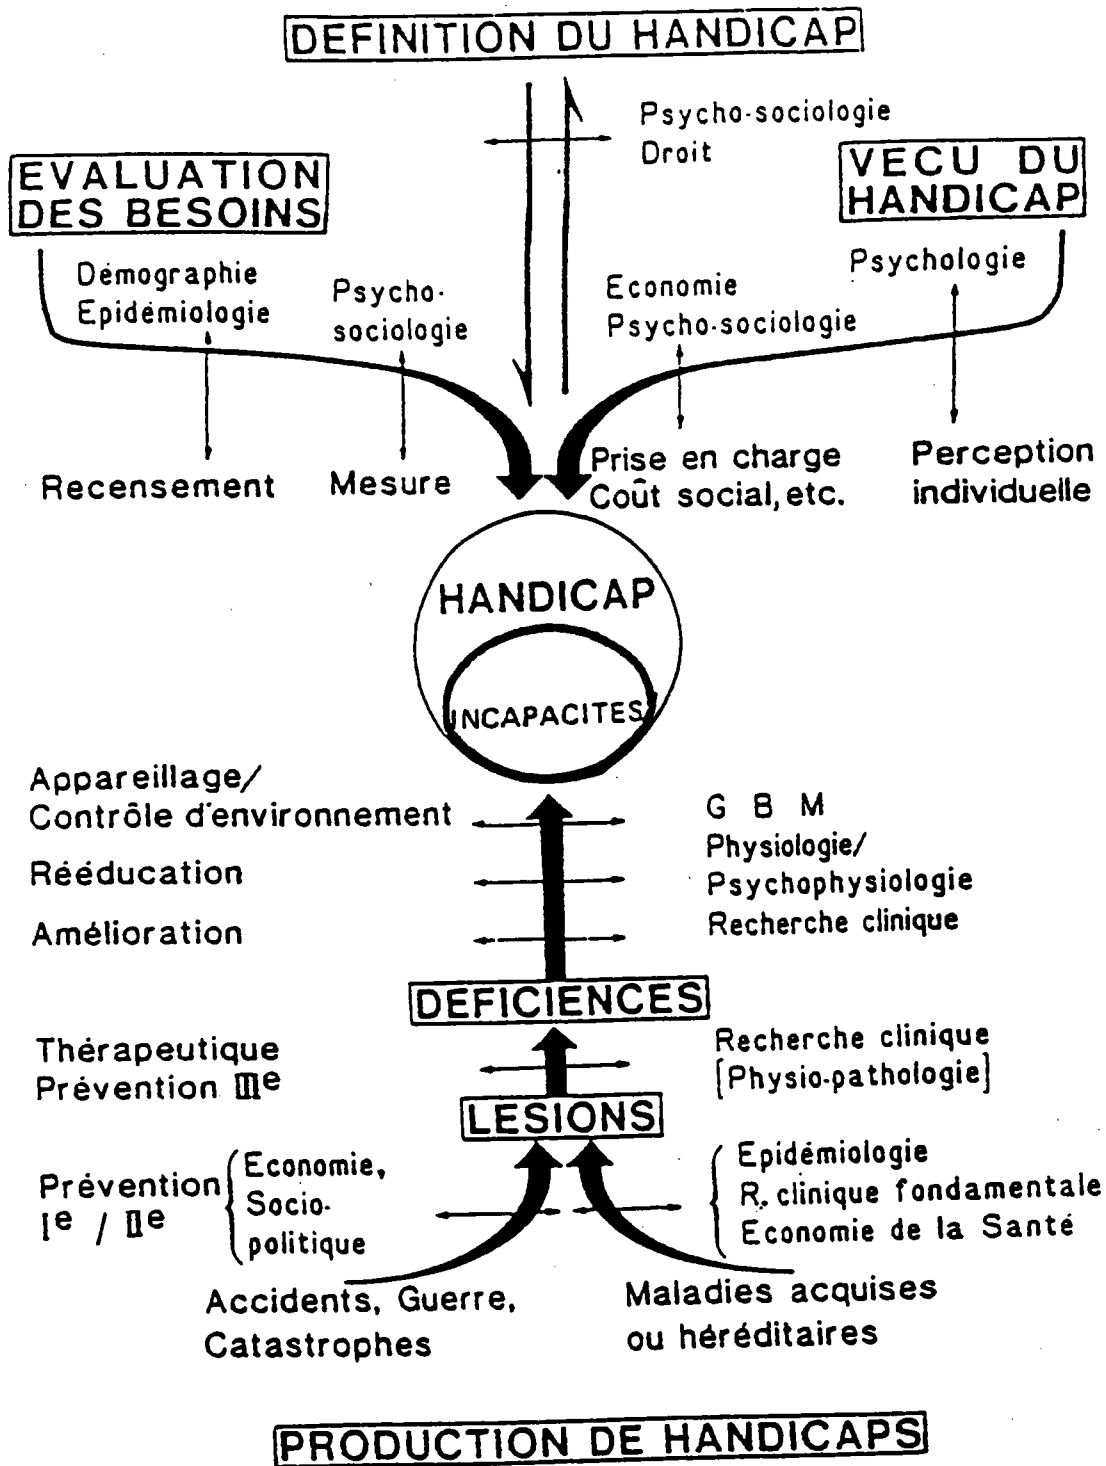 DEFINITION DU HANDICAP
Psycho-sociologie
Droit
EVALUATION
DES BESOINS
VECU DU
HANDICAP
Démographie
Epidémiologie
Psycho-
sociologie
Economie
Psycho-sociologie
Psychologie
Recensement
Mesure
Prise en charge
Coût social, etc.
Perception
individuelle
HANDICAP
INCAPACITES
Appareillage/
Contrôle d'environnement
Rééducation
Amélioration
G B M
Physiologie/
Psychophysiologie
Recherche clinique
DEFICIENCES
Thérapeutique
Prévention IIIe
Recherche clinique
[Physio-pathologie]
LESIONS
Prévention
Ie / IIe
Economie,
Socio-
politique
Epidémiologie
R. clinique fondamentale
Economie de la Santé
Accidents, Guerre,
Catastrophes
Maladies acquises
ou héréditaires
PRODUCTION DE HANDICAPS